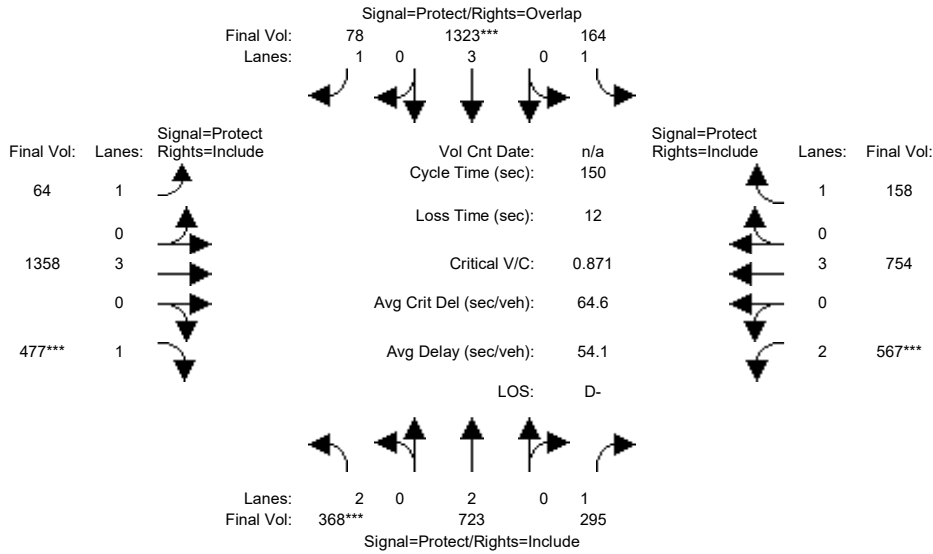 Signal=Protect/Rights=Overlap
Final Vol: 78 1323*** 164
Lanes: 1 0 3 0 1
Signal=Protect Signal=Protect
Final Vol: Lanes: Rights=Include Vol Cnt Date: n/a Rights=Include Lanes: Final Vol:
Cycle Time (sec): 150
64 1 1 158
Loss Time (sec): 12
0 0
1358 3 Critical V/C: 0.871 3 754
0 Avg Crit Del (sec/veh): 64.6 0
477*** 1 Avg Delay (sec/veh): 54.1 2 567***
LOS: D-
Lanes: 2 0 2 0 1
Final Vol: 368*** 723 295
Signal=Protect/Rights=Include